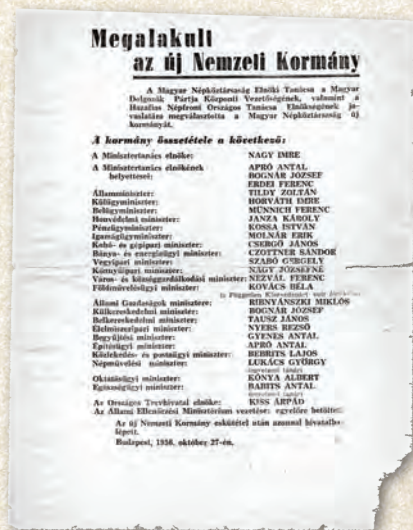 Megalakult
az új Nemzeti Kormány
A Magyar Népköztársaság Elnöki Tanácsa a Magyar
Dolgozók Pártja Központi Vezetőségének, valamint a
Hazafias Népfront Országos Tanácsa Elnökségének ja-
vaslatára megválasztotta a Magyar Népköztársaság új
kormányát.
A kormány összetétele a következő:
A Minisztertanács elnöke: NAGY IMRE
A Minisztertanács elnökének APRÓ ANTAL
helyettesei: BOGNÁR JÓZSEF
ERDEI FERENC
Államminiszter: TILDY ZOLTÁN
Külügyminiszter: HORVÁTH IMRE
Belügyminiszter: MÜNNICH FERENC
Honvédelmi miniszter: JANZA KÁROLY
Pénzügyminiszter: KOSSA ISTVÁN
Igazságügyminiszter: MOLNÁR ERIK
Kohó- és gépipari miniszter: CSERGŐ JÁNOS
Bánya- és energiaügyi miniszter: CZOTTNER SÁNDOR
Vegyipari miniszter: SZABÓ GERGELY
Könnyűipari miniszter: NAGY JÓZSEFNÉ
Város- és községgazdálkodási miniszter: NEZVÁL FERENC
Földművelésügyi miniszter: KOVÁCS BÉLA
Állami Gazdaságok minisztere: RIBNYÁNSZKI MIKLÓS
Külkereskedelmi miniszter: BOGNÁR JÓZSEF
Belkereskedelmi miniszter: TAUSZ JÁNOS
Élelmiszeripari miniszter: NYERS REZSŐ
Begyűjtési miniszter: GYENES ANTAL
Építésügyi miniszter: APRÓ ANTAL
Közlekedés- és postaügyi miniszter: BEBRITS LAJOS
Népművelési miniszter: LUKÁCS GYÖRGY
egyetemi tanár
Oktatásügyi miniszter: KÓNYA ALBERT
Egészségügyi miniszter: BABITS ANTAL
egyetemi tanár
Az Országos Tervhivatal elnöke: KISS ÁRPÁD
Az Állami Ellenőrzési Minisztérium vezetése: egyelőre
Az új Nemzeti Kormány eskütétel után azonnal
lépett.
Budapest, 1956. október 27-én.